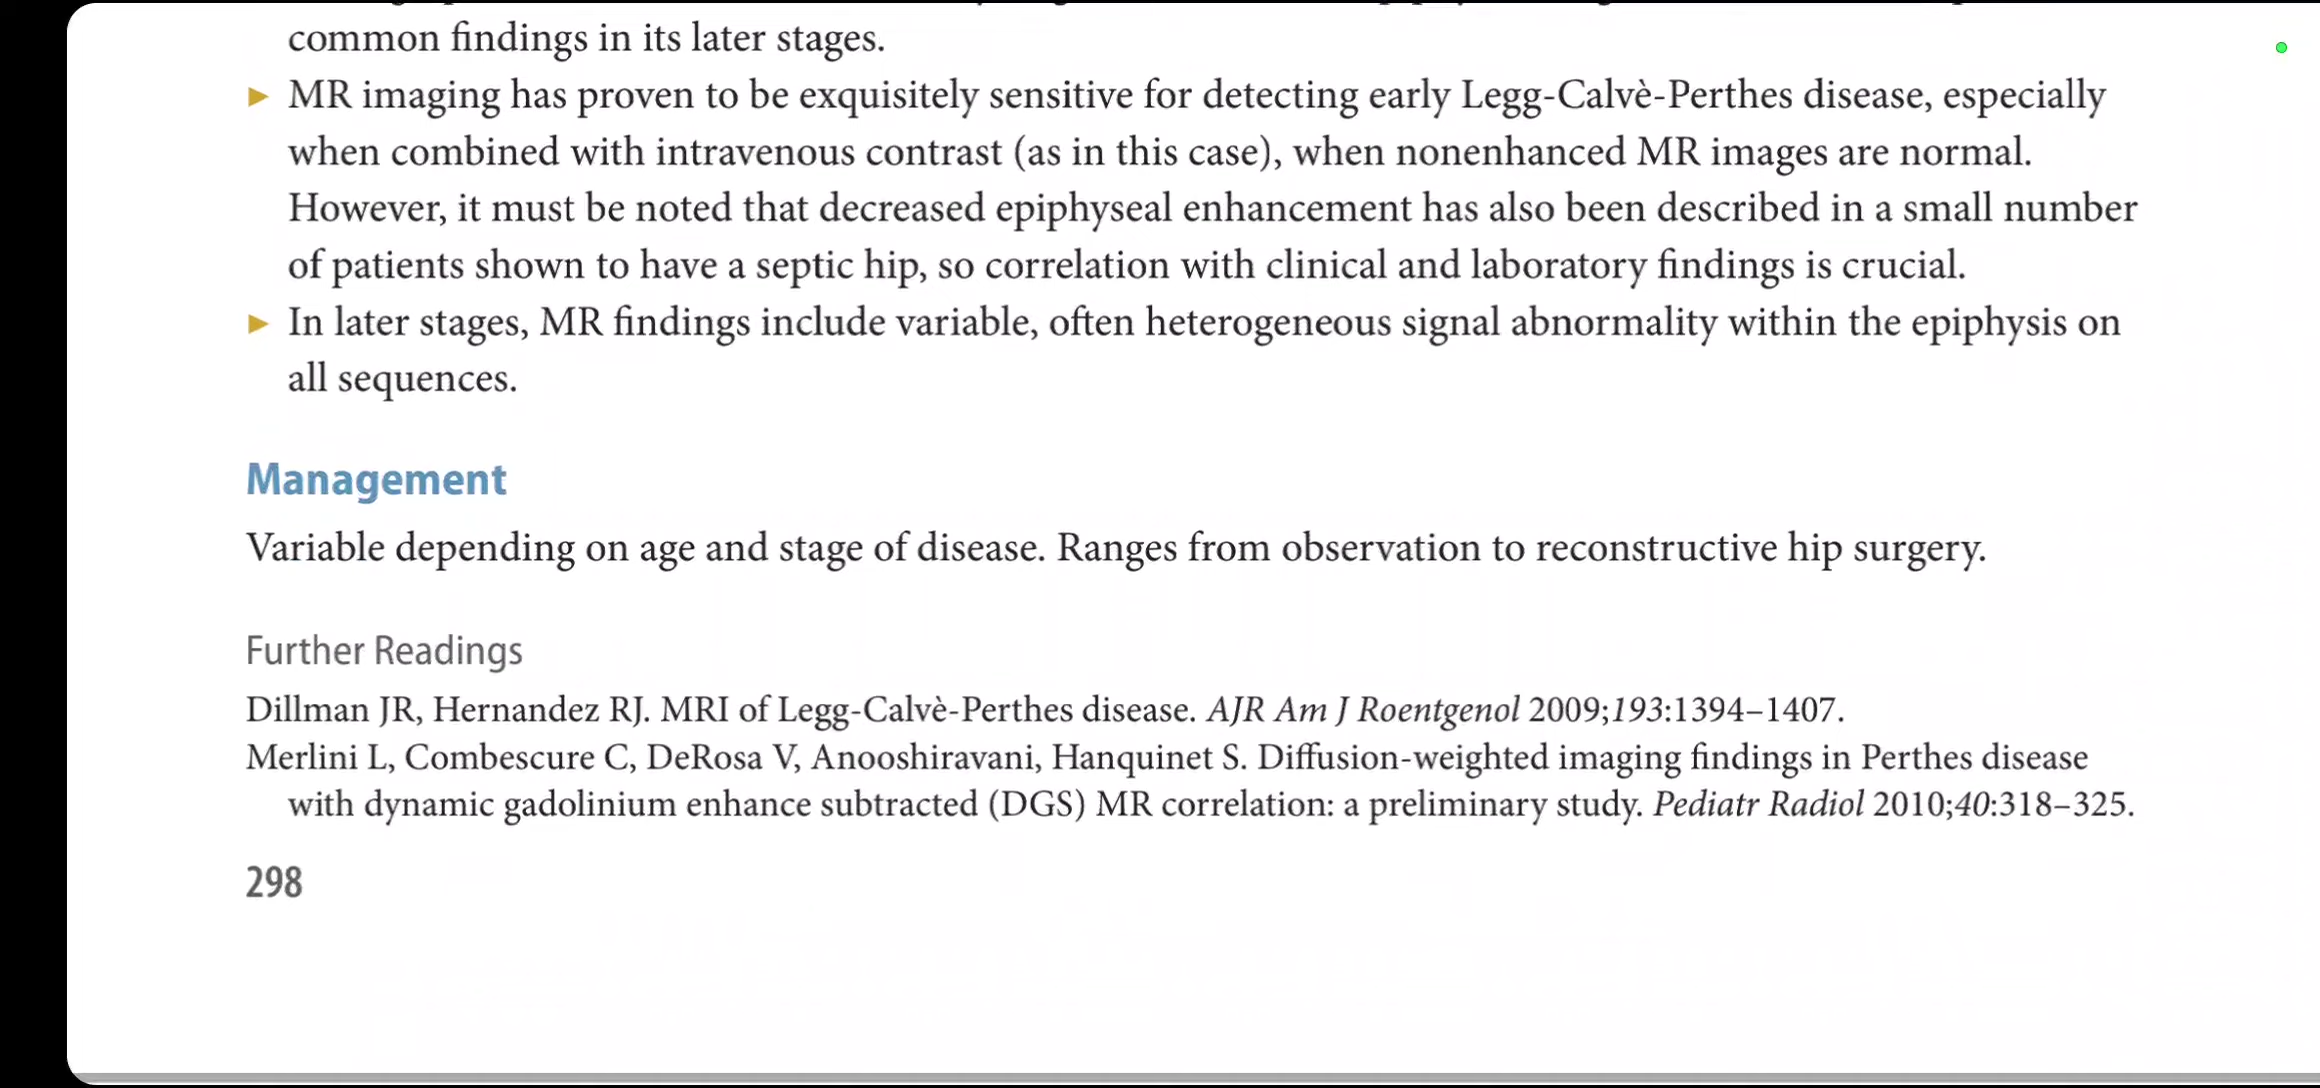 common findings in its later stages.
► MR imaging has proven to be exquisitely sensitive for detecting early Legg-Calvè-Perthes disease, especially
when combined with intravenous contrast (as in this case), when nonenhanced MR images are normal.
However, it must be noted that decreased epiphyseal enhancement has also been described in a small number
of patients shown to have a septic hip, so correlation with clinical and laboratory findings is crucial.
► In later stages, MR findings include variable, often heterogeneous signal abnormality within the epiphysis on
all sequences.
Management
Variable depending on age and stage of disease. Ranges from observation to reconstructive hip surgery.
Further Readings
Dillman JR, Hernandez RJ. MRI of Legg-Calvè-Perthes disease. AJR Am J Roentgenol 2009;193:1394–1407.
Merlini L, Combescure C, DeRosa V, Anooshiravani, Hanquinet S. Diffusion-weighted imaging findings in Perthes disease
with dynamic gadolinium enhance subtracted (DGS) MR correlation: a preliminary study. Pediatr Radiol 2010;40:318–325.
298